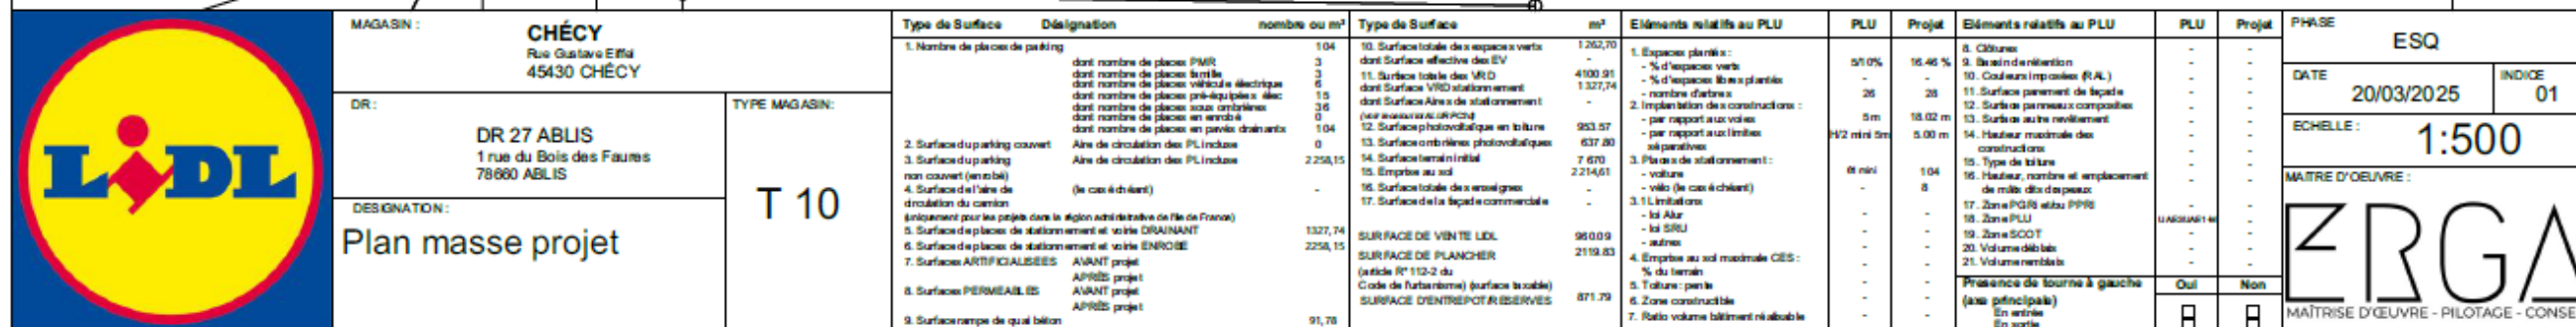 LiDL
MAGASIN :
CHÉCY
Rue Gustave Eiffel
45430 CHÉCY
DR :
DR 27 ABLIS
1 rue du Bois des Faures
78660 ABLIS
TYPE MAGASIN:
T 10
DESIGNATION :
Plan masse projet
Type de Surface Désignation nombre ou m²
1. Nombre de places de parking 104
dont nombre de places PMR 3
dont nombre de places famille 3
dont nombre de places véhicule électrique 6
dont nombre de places pré-équipées élec 15
dont nombre de places sous ombrières 36
dont nombre de places en enrobé 0
dont nombre de places en pavés drainants 104
2. Surface du parking couvert Aire de circulation des PL incluse 0
3. Surface du parking Aire de circulation des PL incluse 2 258,15
non couvert (enrobé)
4. Surface de l'aire de (le cas échéant) -
circulation du camion
(uniquement pour les projets dans la région administrative de l'Ile de France)
5. Surface de places de stationnement et voirie DRAINANT 1327,74
6. Surface de places de stationnement et voirie ENROBÉ 2258,15
7. Surfaces ARTIFICIALISEES AVANT projet
APRÈS projet
8. Surfaces PERMEABLES AVANT projet
APRÈS projet
9. Surface rampe de quai béton 91,78
Type de Surface m²
10. Surface totale des espaces verts 1 262,70
dont Surface effective des EV -
11. Surface totale des VRD 4100.91
dont Surface VRD stationnement 1327,74
dont Surface Aires de stationnement -
12. Surface photovoltaïque en toiture 953.57
13. Surface ombrières photovoltaïques 637.80
14. Surface terrain initial 7 670
15. Emprise au sol 2 214,61
16. Surface totale des enseignes -
17. Surface de la façade commerciale -
SURFACE DE VENTE LIDL 960.09
SURFACE DE PLANCHER 2119.83
(article R* 112-2 du
Code de l'urbanisme) (surface taxable)
SURFACE D'ENTREPOT/RESERVES 871.79
Eléments relatifs au PLU PLU Projet
1. Espaces plantés :
- % d'espaces verts 5/10% 16.46 %
- % d'espaces libres plantés - -
- nombre d'arbres 26 28
2. Implantation des constructions :
- par rapport aux voies 5m 18.02 m
- par rapport aux limites H/2 mini 5m 5.00 m
séparatives
3. Places de stationnement :
- voiture mini 104
- vélo (le cas échéant) - 8
3.1 Limitations
- loi Alur - -
- loi SRU - -
- autres - -
4. Emprise au sol maximale CES :
% du terrain - -
5. Toiture : pente - -
6. Zone constructible - -
7. Ratio volume bâtiment réalisable - -
Eléments relatifs au PLU PLU Projet
8. Clôtures - -
9. Bassin de rétention - -
10. Couleurs imposées (RAL) - -
11. Surface parement de façade - -
12. Surface panneaux composites - -
13. Surface autre revêtement - -
14. Hauteur maximale des - -
constructions
15. Type de toiture - -
16. Hauteur, nombre et emplacement - -
de mâts dits drapeaux
17. Zone PGRI et/ou PPRI - -
18. Zone PLU -
19. Zone SCOT - -
20. Volume déblais - -
21. Volume remblais - -
Presence de tourne à gauche Oui Non
(axe principale)
En entrée
En sortie
PHASE
ESQ
DATE
20/03/2025
INDICE
01
ECHELLE :
1:500
MAITRE D'OEUVRE :
ERGA
MAÎTRISE D'ŒUVRE - PILOTAGE - CONSE